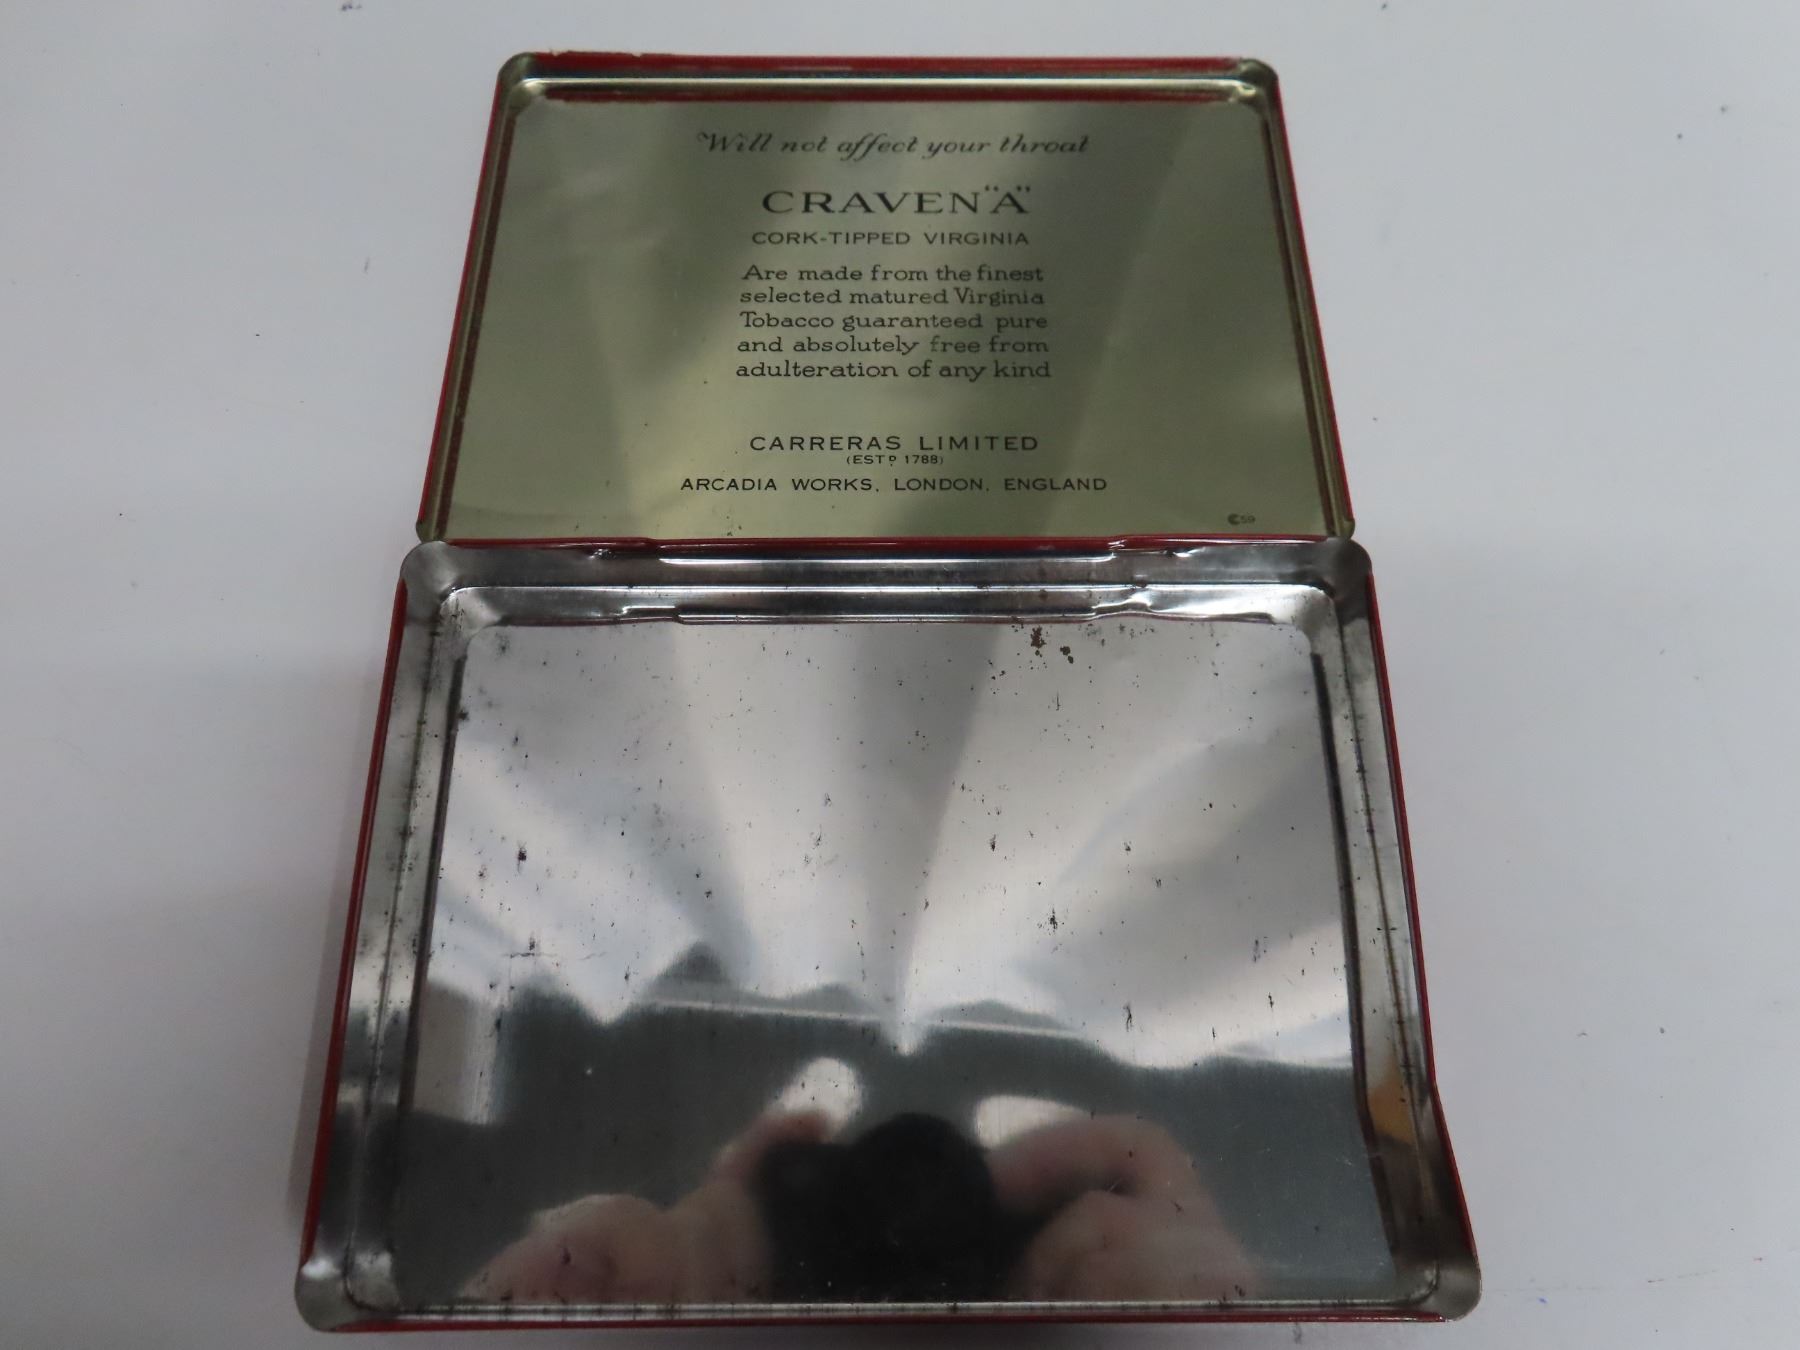 Will not affect your throat
CRAVEN "A"
CORK-TIPPED VIRGINIA
Are made from the finest
selected matured Virginia
Tobacco guaranteed pure
and absolutely free from
adulteration of any kind
CARRERAS LIMITED
(ESTD 1788)
ARCADIA WORKS, LONDON, ENGLAND
C59